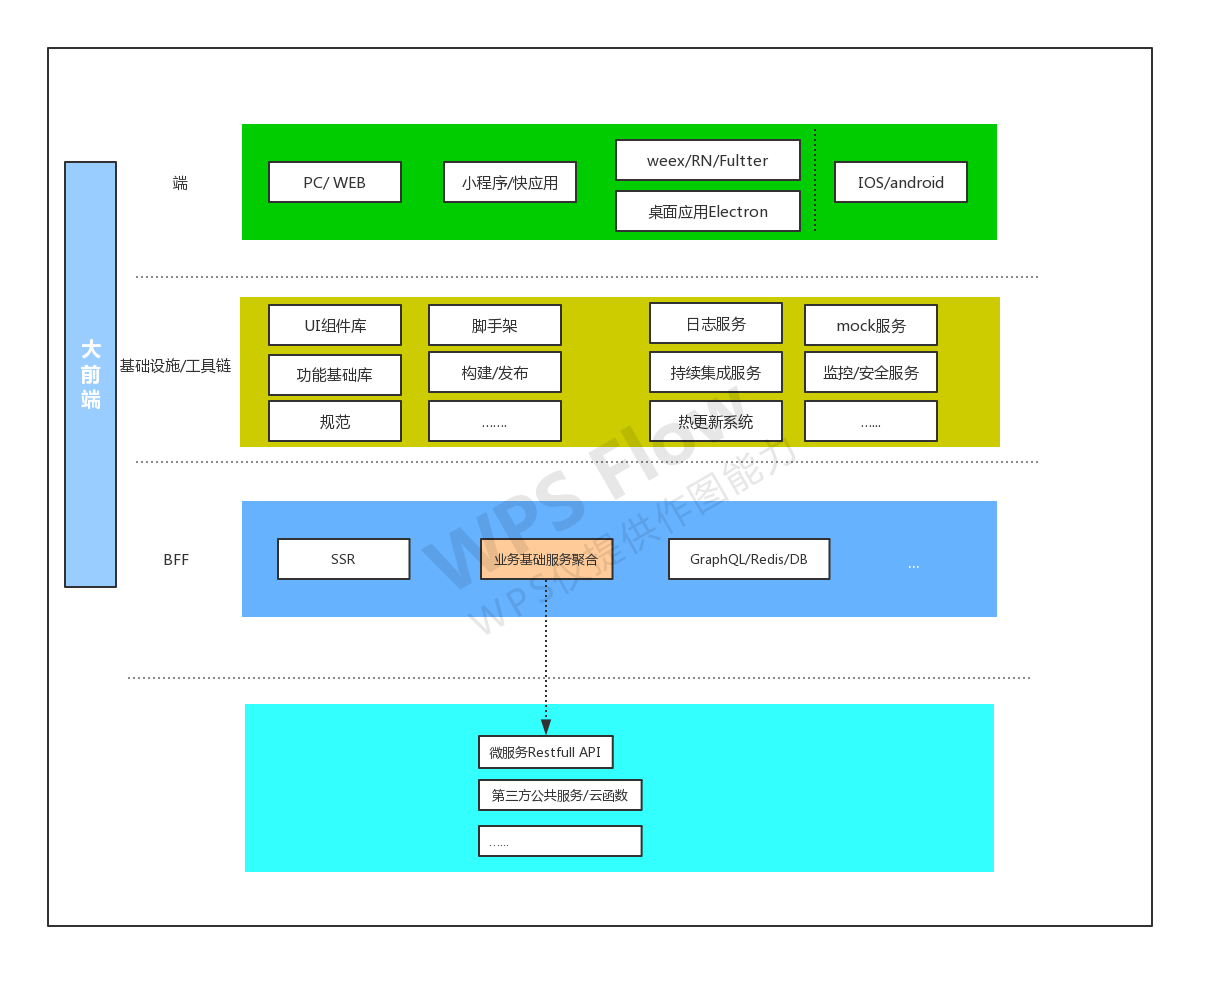 大
前
端
端
PC/ WEB
小程序/快应用
weex/RN/Fultter
桌面应用Electron
IOS/android
基础设施/工具链
UI组件库
脚手架
日志服务
mock服务
功能基础库
构建/发布
持续集成服务
监控/安全服务
规范
…….
热更新系统
…...
BFF
SSR
业务基础服务聚合
GraphQL/Redis/DB
...
微服务Restfull API
第三方公共服务/云函数
…...
WPS Flow
WPS仅提供作图能力